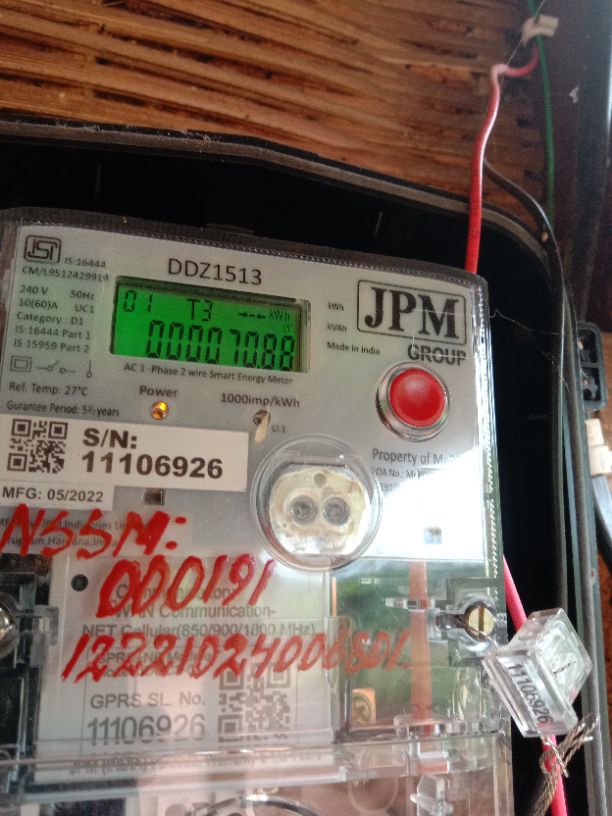 IS:16444
CM/L9512429919
DDZ1513
240 V 50Hz
10(60)A UC1
Category : D1
IS:16444 Part 1
IS 15959 Part 2
01 T3 kWh
00007088
kWh
kVAh
Made in India
JPM
GROUP
AC 1 -Phase 2 wire Smart Energy Meter
Ref. Temp: 27°C
Gurantee Period: 5½ years
Power
1000imp/kWh
S/N:
11106926
MFG: 05/2022
Property of
NSSM:
000191
WAN Communication-
NET Cellular(850/900/1800 MHz)
12221024006801
GPRS SL. No.
11106926
11106926